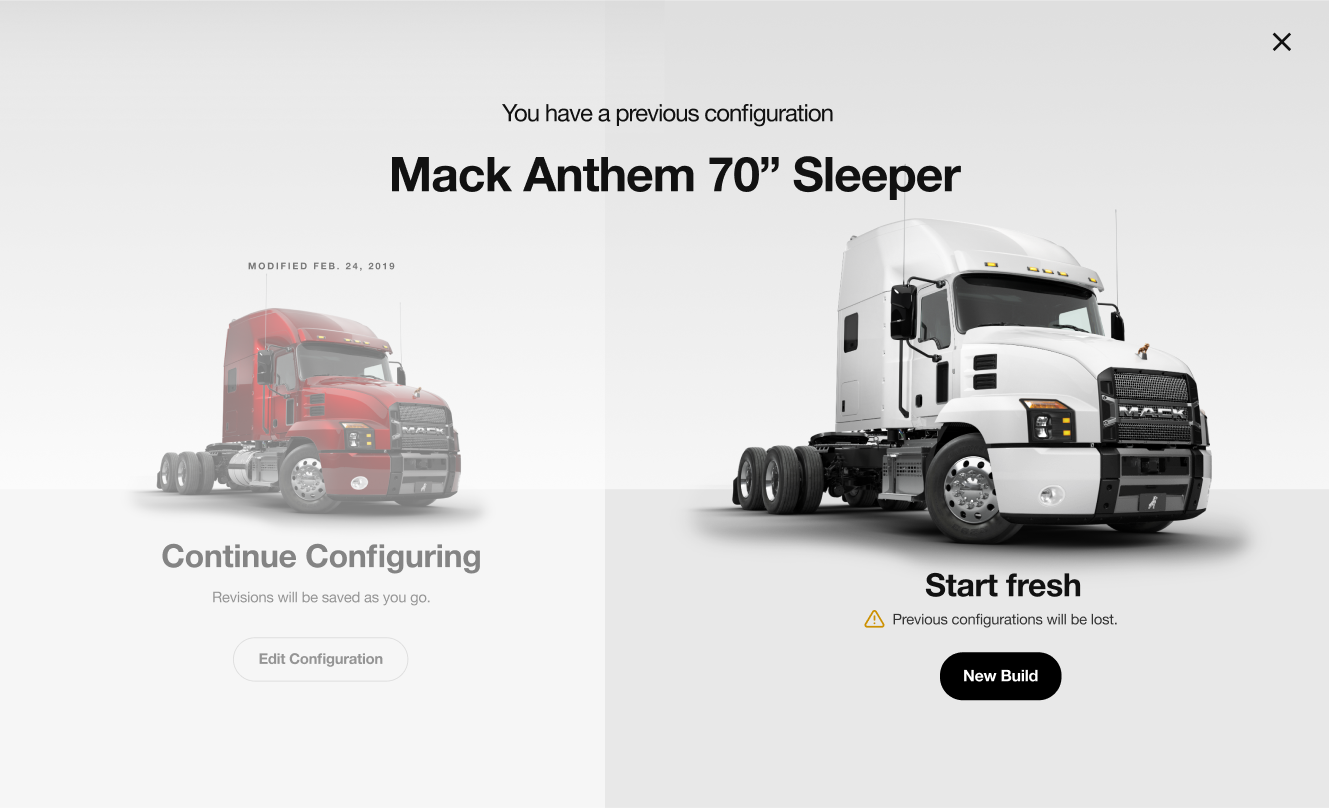 You have a previous configuration
Mack Anthem 70” Sleeper
MODIFIED FEB. 24, 2019
MACK
Continue Configuring
Revisions will be saved as you go.
Edit Configuration
MACK
Start fresh
Previous configurations will be lost.
New Build